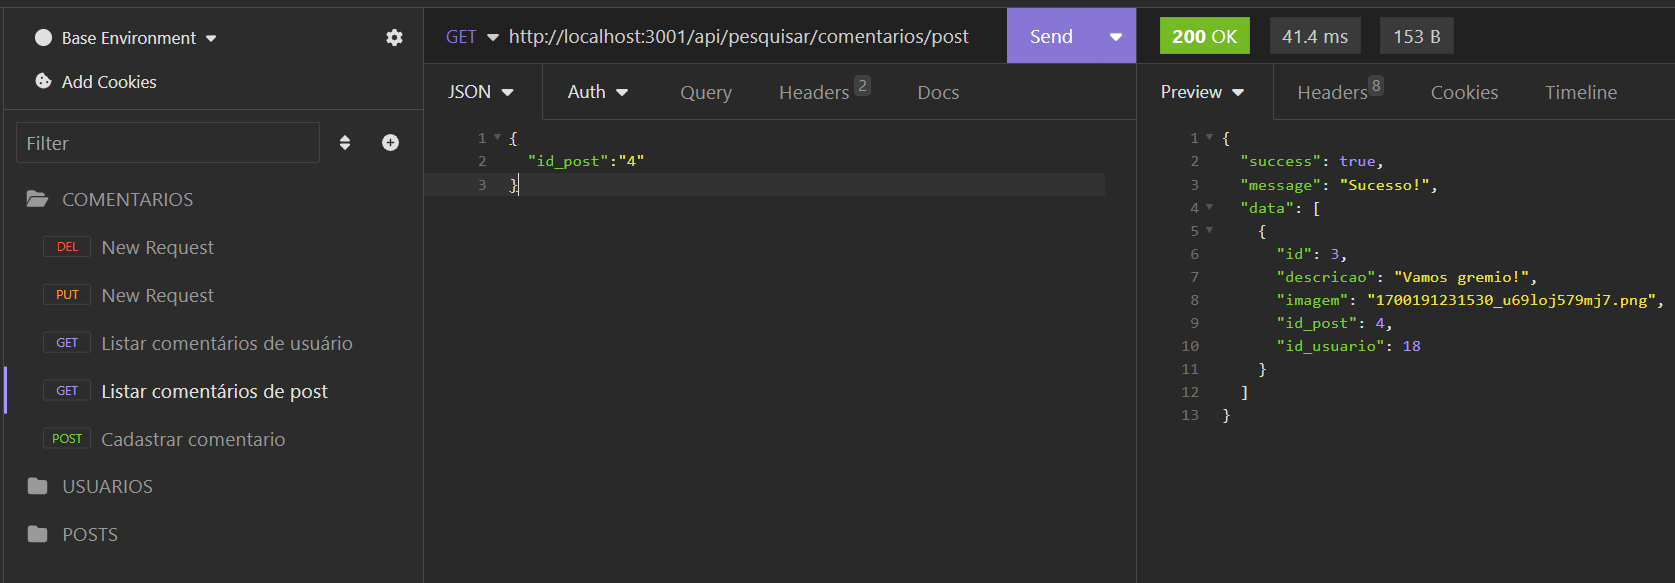 Base Environment
Add Cookies
Filter
COMENTARIOS
DEL New Request
PUT New Request
GET Listar comentários de usuário
GET Listar comentários de post
POST Cadastrar comentario
USUARIOS
POSTS
GET http://localhost:3001/api/pesquisar/comentarios/post Send
JSON Auth Query Headers 2 Docs
1 {
2 "id_post":"4"
3 }
200 OK 41.4 ms 153 B
Preview Headers 8 Cookies Timeline
1 {
2 "success": true,
3 "message": "Sucesso!",
4 "data": [
5 {
6 "id": 3,
7 "descricao": "Vamos gremio!",
8 "imagem": "1700191231530_u69loj579mj7.png",
9 "id_post": 4,
10 "id_usuario": 18
11 }
12 ]
13 }